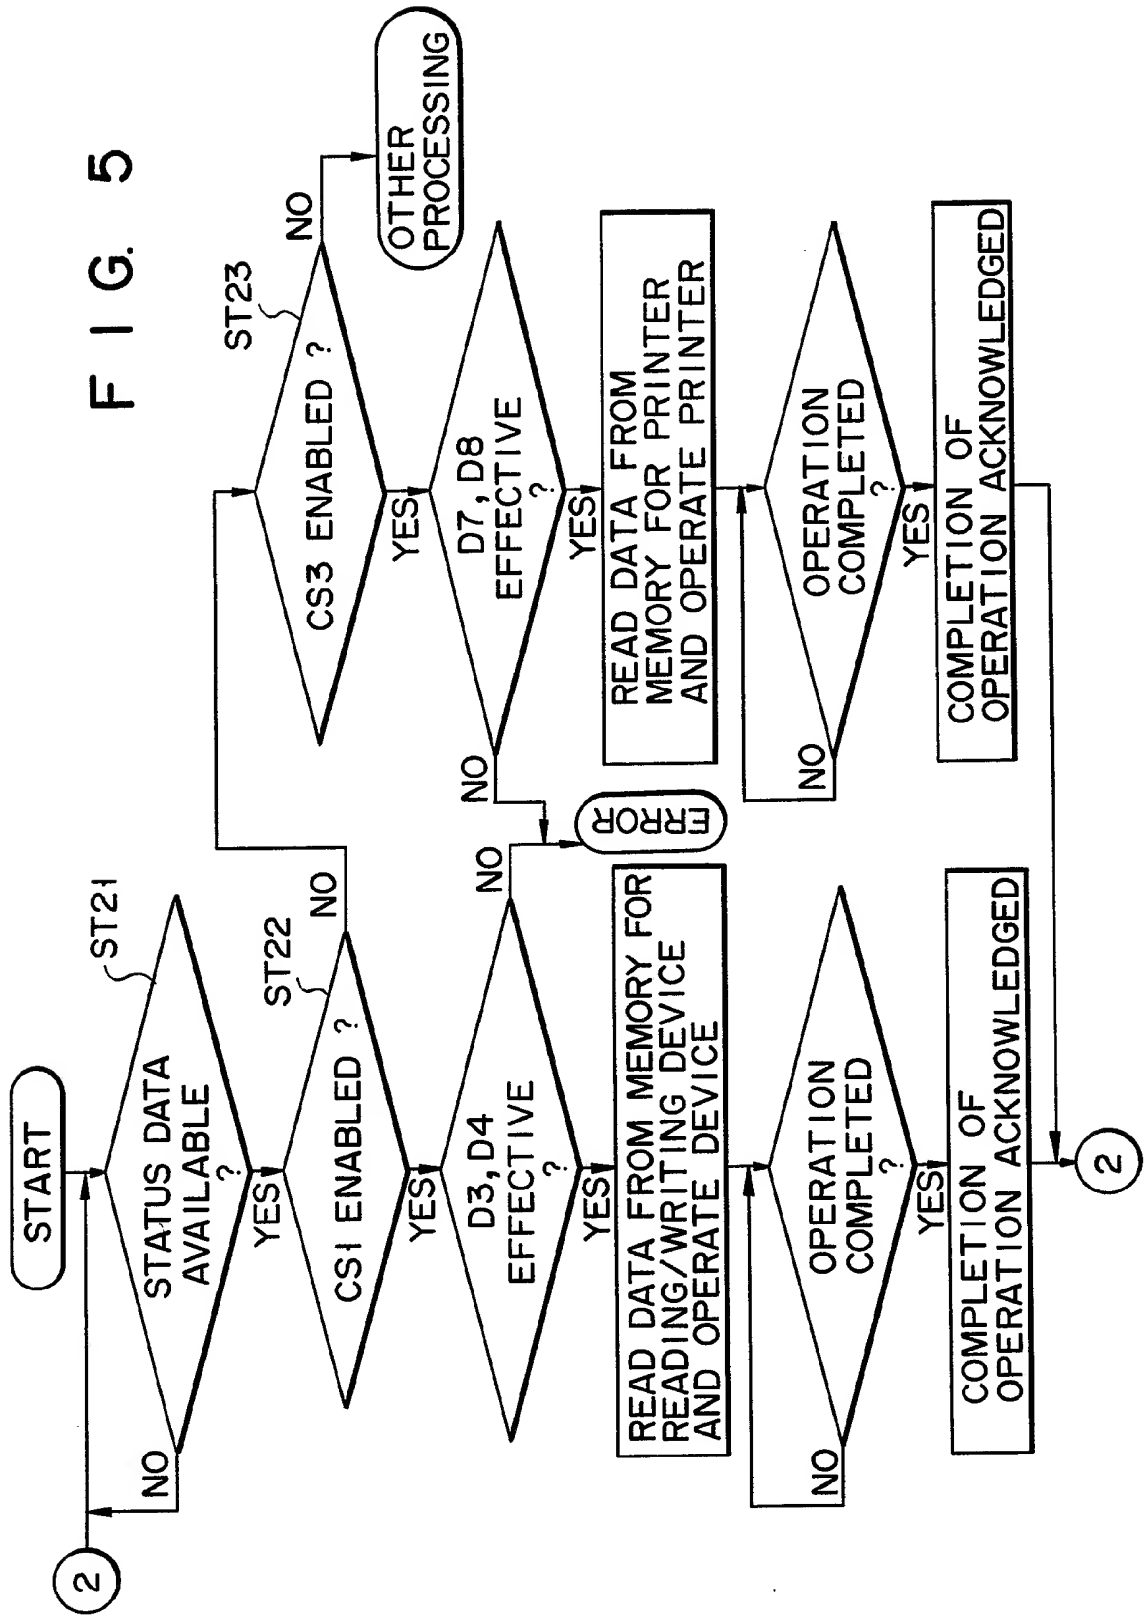 F I G. 5
START
2
STATUS DATA
AVAILABLE
?
ST21
NO
YES
CS1 ENABLED ?
ST22
NO
YES
D3, D4
EFFECTIVE
?
NO
YES
READ DATA FROM MEMORY FOR
READING/WRITING DEVICE
AND OPERATE DEVICE
OPERATION
COMPLETED
?
NO
YES
COMPLETION OF
OPERATION ACKNOWLEDGED
2
ERROR
CS3 ENABLED ?
ST23
NO
OTHER
PROCESSING
YES
D7, D8
EFFECTIVE
?
NO
YES
READ DATA FROM
MEMORY FOR PRINTER
AND OPERATE PRINTER
OPERATION
COMPLETED
?
NO
YES
COMPLETION OF
OPERATION ACKNOWLEDGED